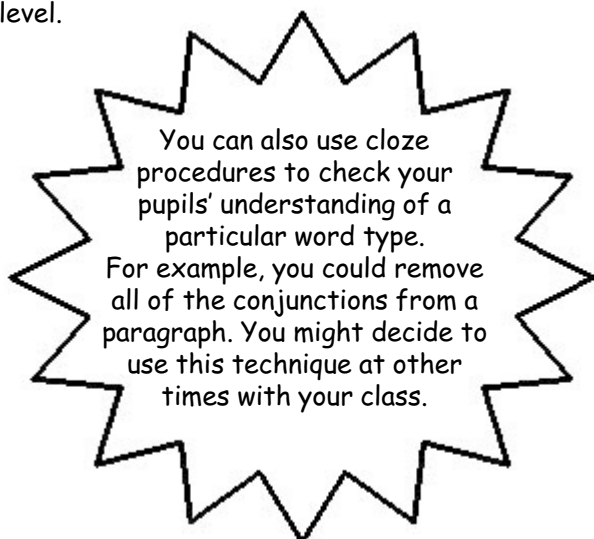 level.
You can also use cloze
procedures to check your
pupils’ understanding of a
particular word type.
For example, you could remove
all of the conjunctions from a
paragraph. You might decide to
use this technique at other
times with your class.